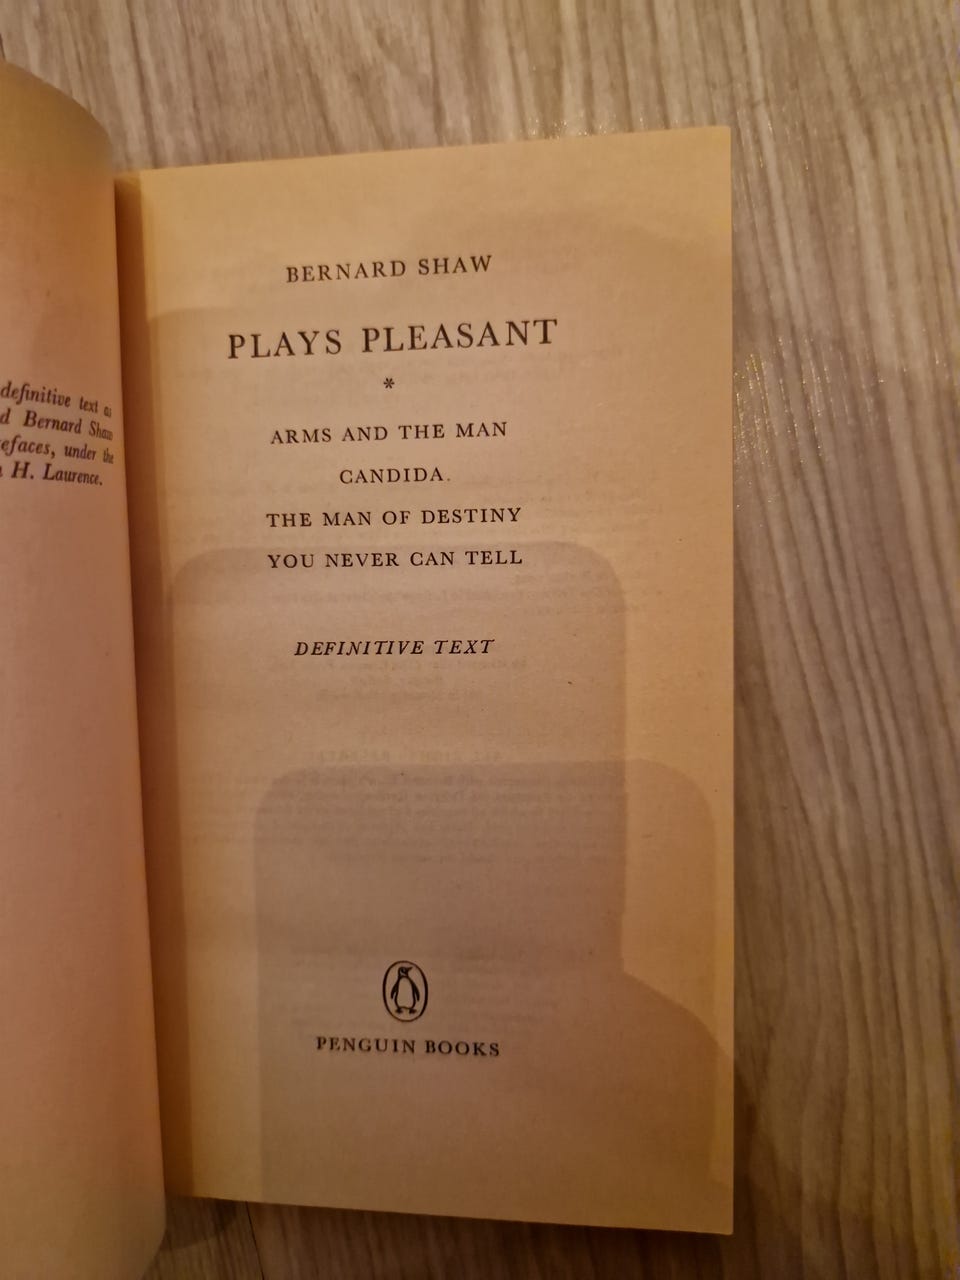 definitive text as
d Bernard Shaw
efaces, under the
H. Laurence.
BERNARD SHAW
PLAYS PLEASANT
*
ARMS AND THE MAN
CANDIDA
THE MAN OF DESTINY
YOU NEVER CAN TELL
DEFINITIVE TEXT
PENGUIN BOOKS